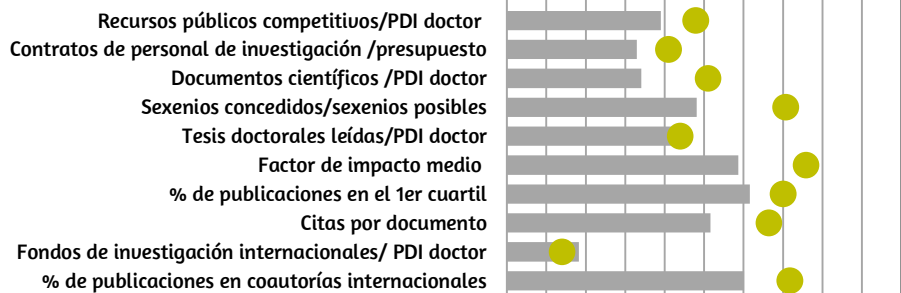 Recursos públicos competitivos/PDI doctor
Contratos de personal de investigación /presupuesto
Documentos científicos /PDI doctor
Sexenios concedidos/sexenios posibles
Tesis doctorales leídas/PDI doctor
Factor de impacto medio
% de publicaciones en el 1er cuartil
Citas por documento
Fondos de investigación internacionales/ PDI doctor
% de publicaciones en coautorías internacionales